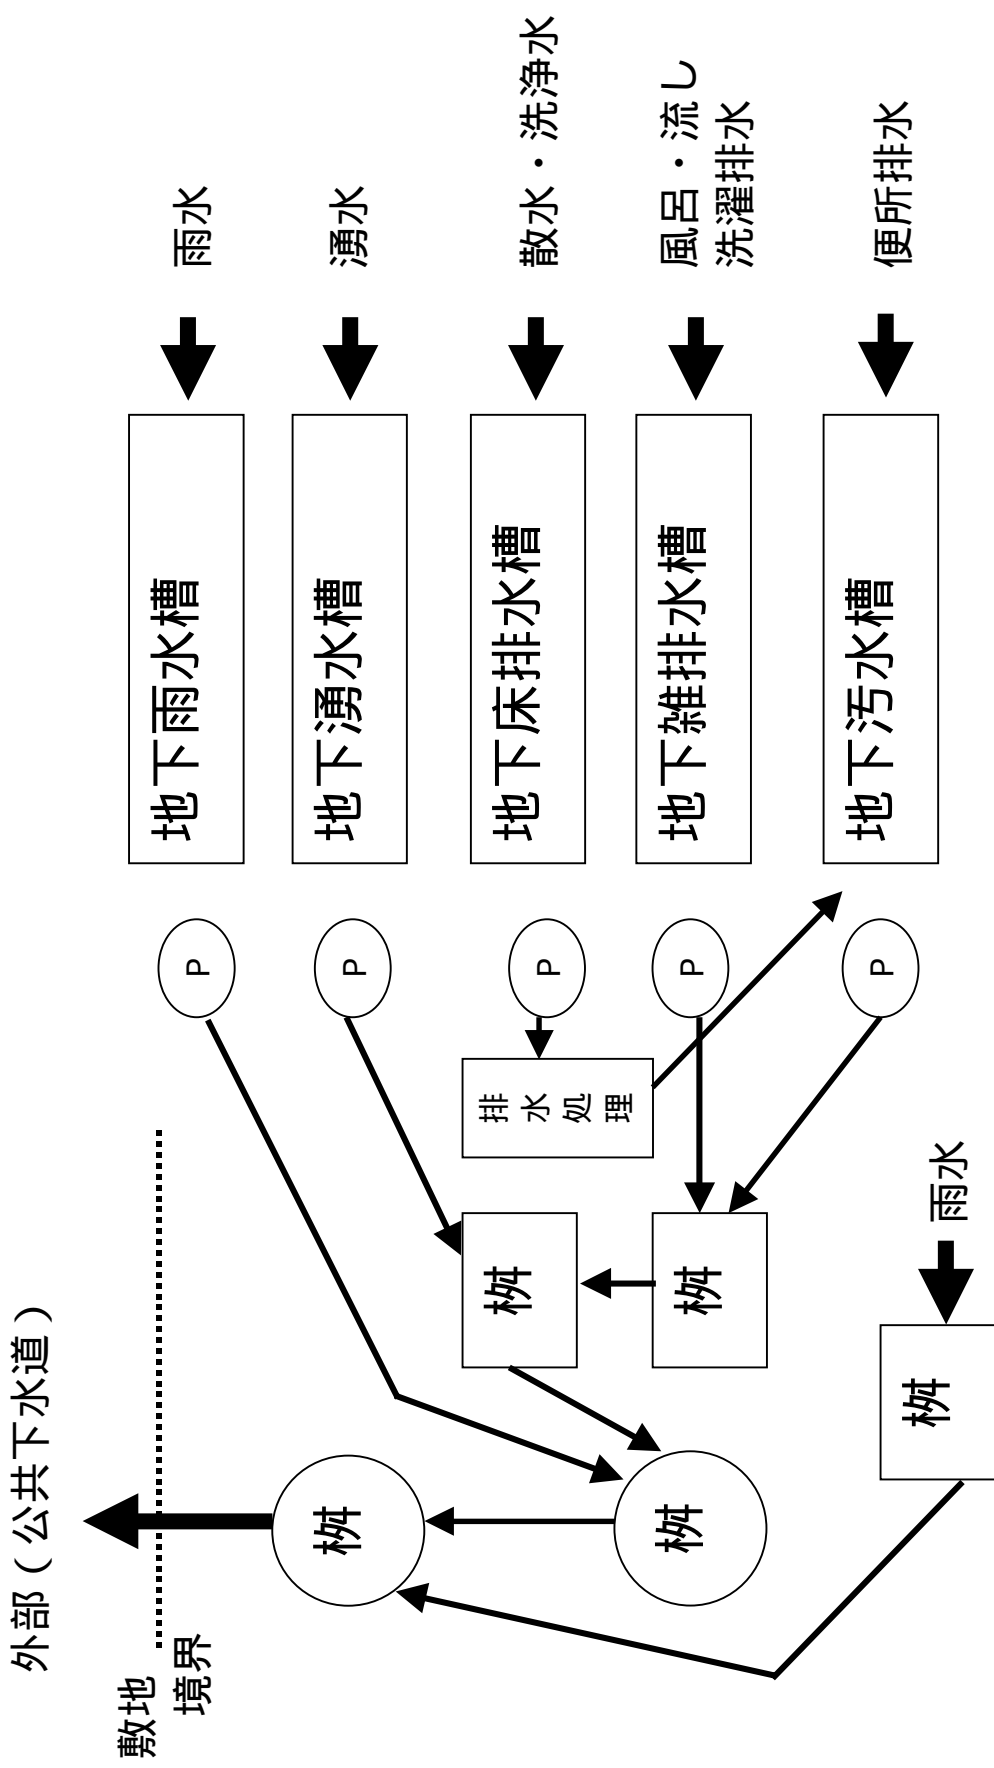 外部（公共下水道）
敷地
境界
雨水
地下雨水槽
P
湧水
地下湧水槽
P
散水・洗浄水
地下床排水槽
P
排水処理
風呂・流し
洗濯排水
地下雑排水槽
P
便所排水
地下汚水槽
P
桝
桝
桝
桝
雨水
桝